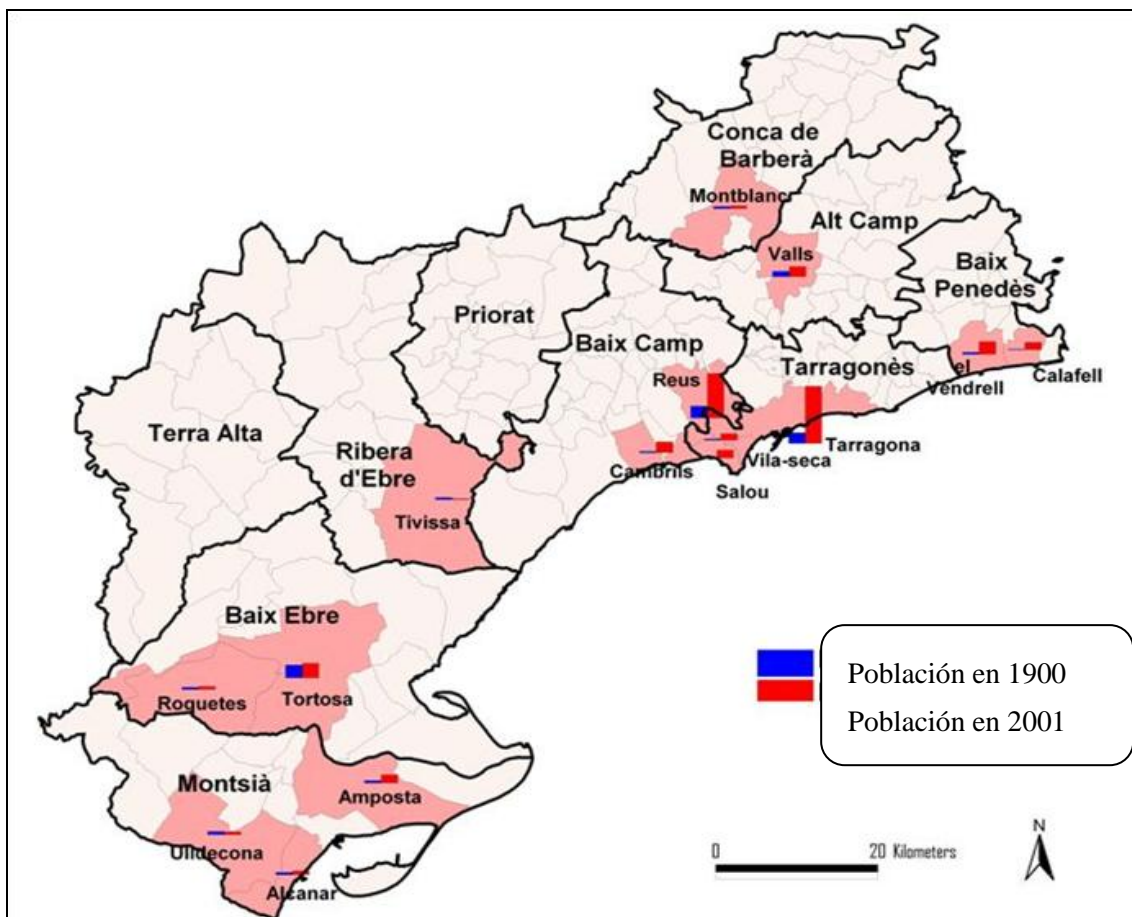 Conca de
Barberà
Montblanc
Alt Camp
Valls
Baix
Penedès
Priorat
Baix Camp
Tarragonès
Reus
el
Vendrell
Calafell
Terra Alta
Ribera
d'Ebre
Cambrils
Vila-seca
Tarragona
Salou
Tivissa
Baix Ebre
Roquetes
Tortosa
Población en 1900
Población en 2001
Montsià
Amposta
Ulldecona
Alcanar
0 20 Kilometers
N